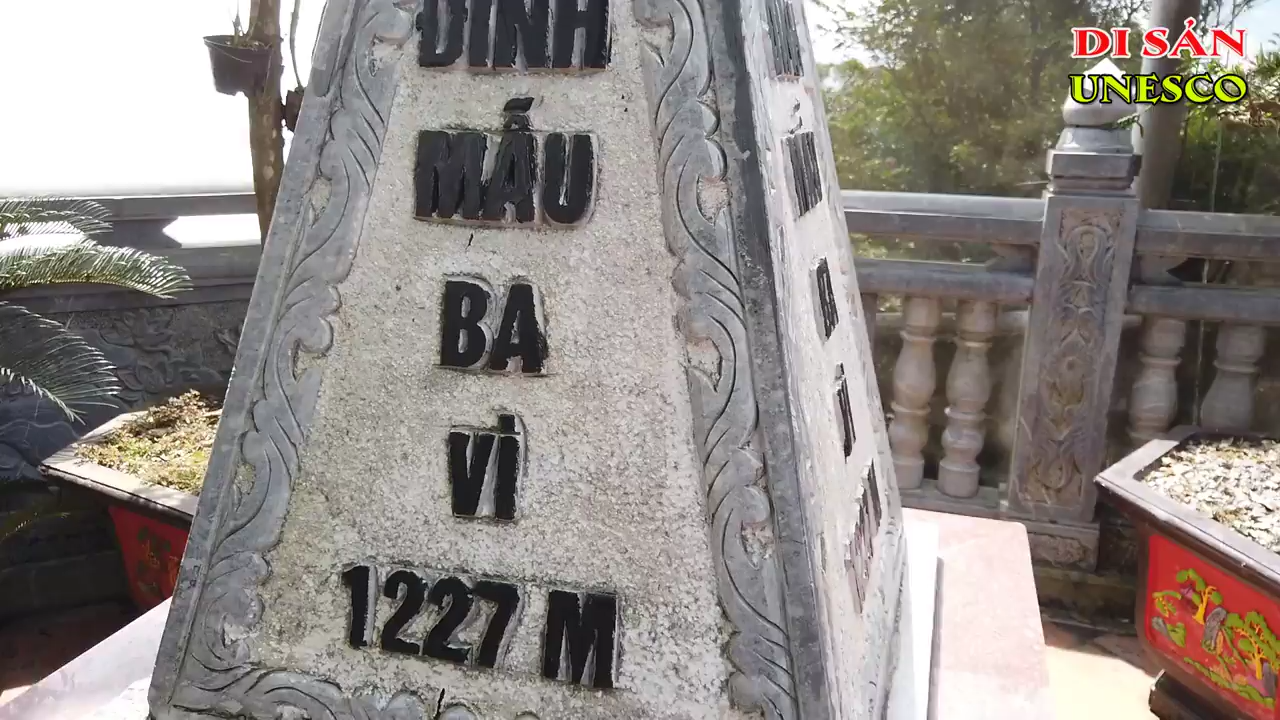 DI SẢN
UNESCO
ĐỈNH
MẪU
BA
VÌ
1227 M